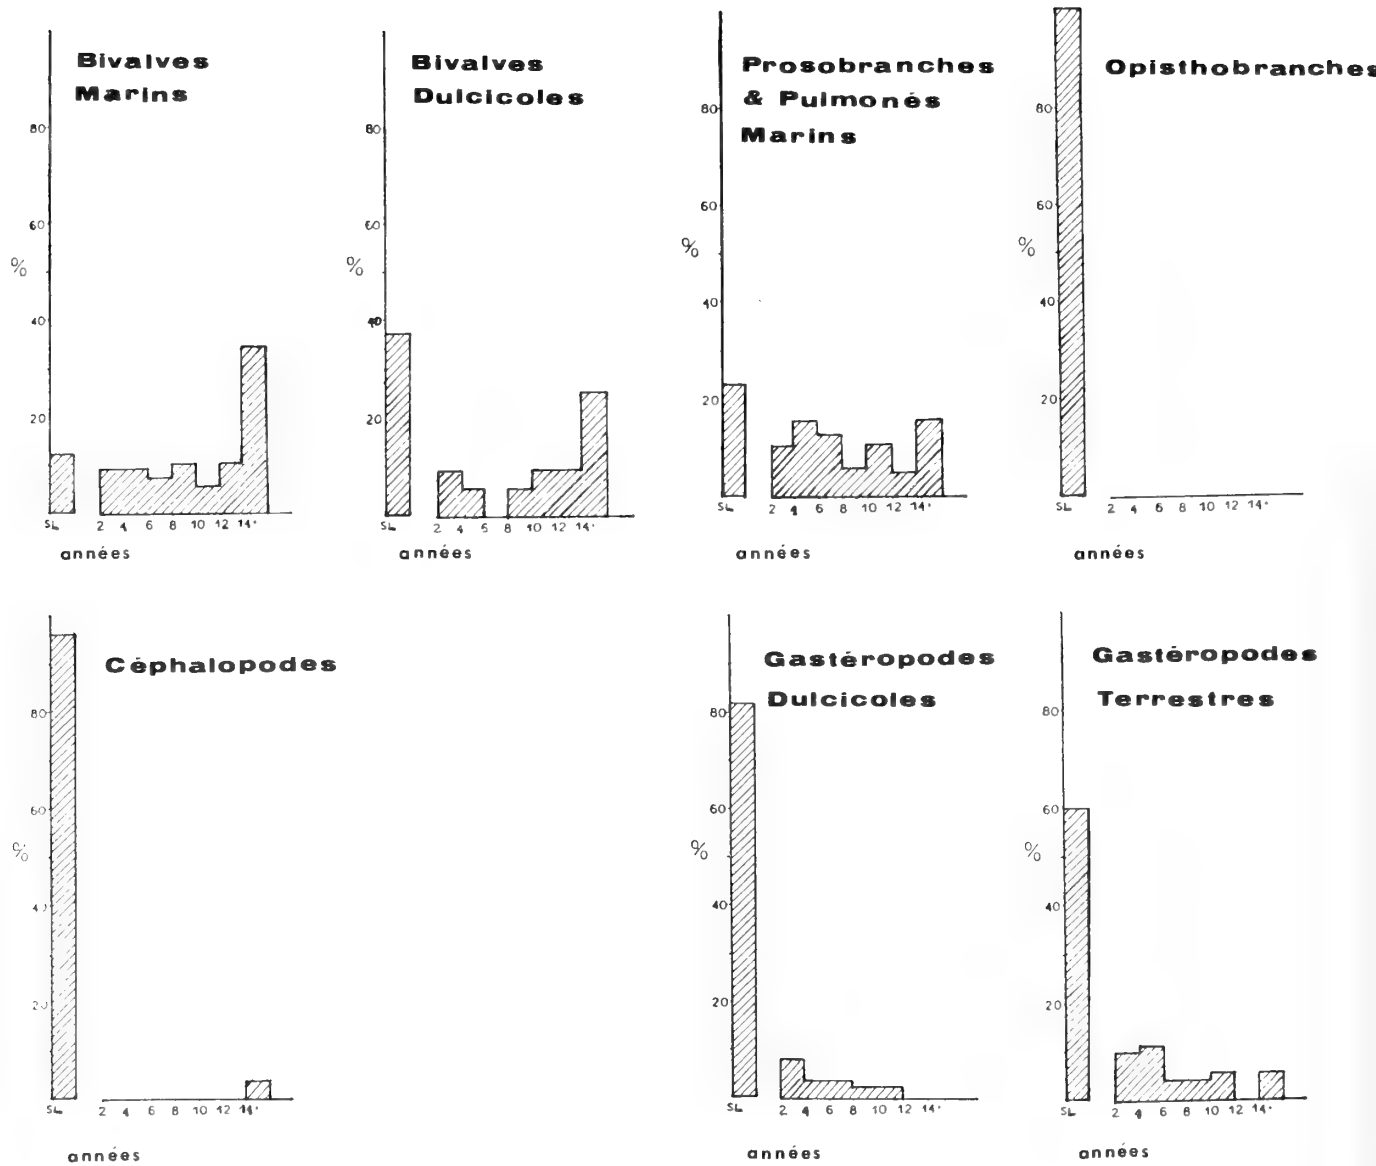 Bivalves
Marins
80
60
%
40
20
SL 2 4 6 8 10 12 14+
années
Bivalves
Dulcicoles
80
60
%
40
20
SL 2 4 6 8 10 12 14+
années
Prosobranches
& Pulmonés
Marins
80
60
%
40
20
SL 2 4 6 8 10 12 14+
années
Opisthobranches
80
60
%
40
20
SL 2 4 6 8 10 12 14+
années
Céphalopodes
80
60
%
40
20
SL 2 4 6 8 10 12 14+
années
Gastéropodes
Dulcicoles
80
60
%
40
20
SL 2 4 6 8 10 12 14+
années
Gastéropodes
Terrestres
80
60
%
40
20
SL 2 4 6 8 10 12 14+
années